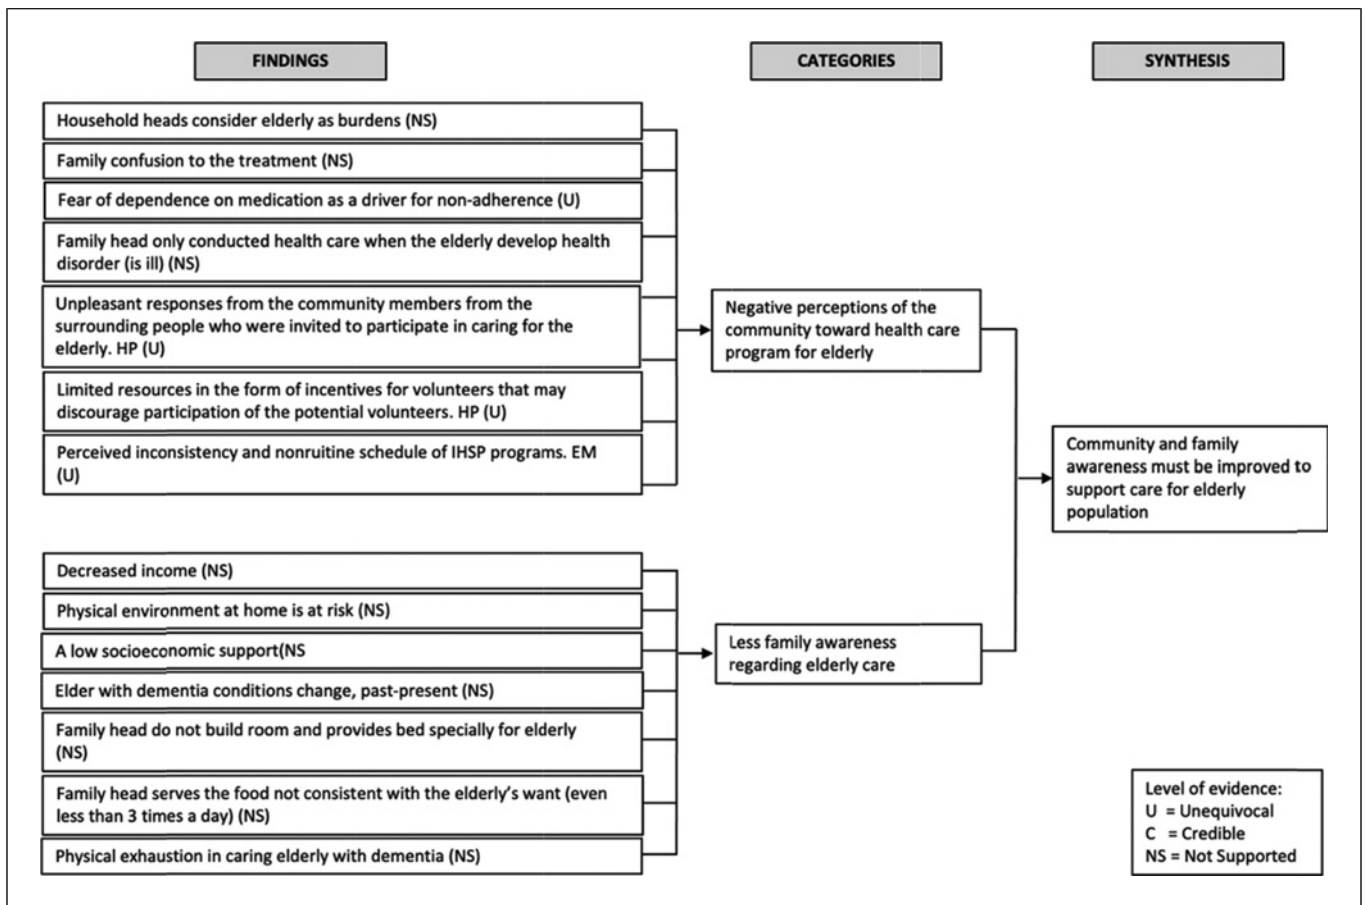 FINDINGS
CATEGORIES
SYNTHESIS
Household heads consider elderly as burdens (NS)
Family confusion to the treatment (NS)
Fear of dependence on medication as a driver for non-adherence (U)
Family head only conducted health care when the elderly develop health
disorder (is ill) (NS)
Unpleasant responses from the community members from the
surrounding people who were invited to participate in caring for the
elderly. HP (U)
Limited resources in the form of incentives for volunteers that may
discourage participation of the potential volunteers. HP (U)
Perceived inconsistency and nonruitine schedule of IHSP programs. EM
(U)
Negative perceptions of the
community toward health care
program for elderly
Decreased income (NS)
Physical environment at home is at risk (NS)
A low socioeconomic support(NS
Elder with dementia conditions change, past-present (NS)
Family head do not build room and provides bed specially for elderly
(NS)
Family head serves the food not consistent with the elderly's want (even
less than 3 times a day) (NS)
Physical exhaustion in caring elderly with dementia (NS)
Less family awareness
regarding elderly care
Community and family
awareness must be improved to
support care for elderly
population
Level of evidence:
U = Unequivocal
C = Credible
NS = Not Supported